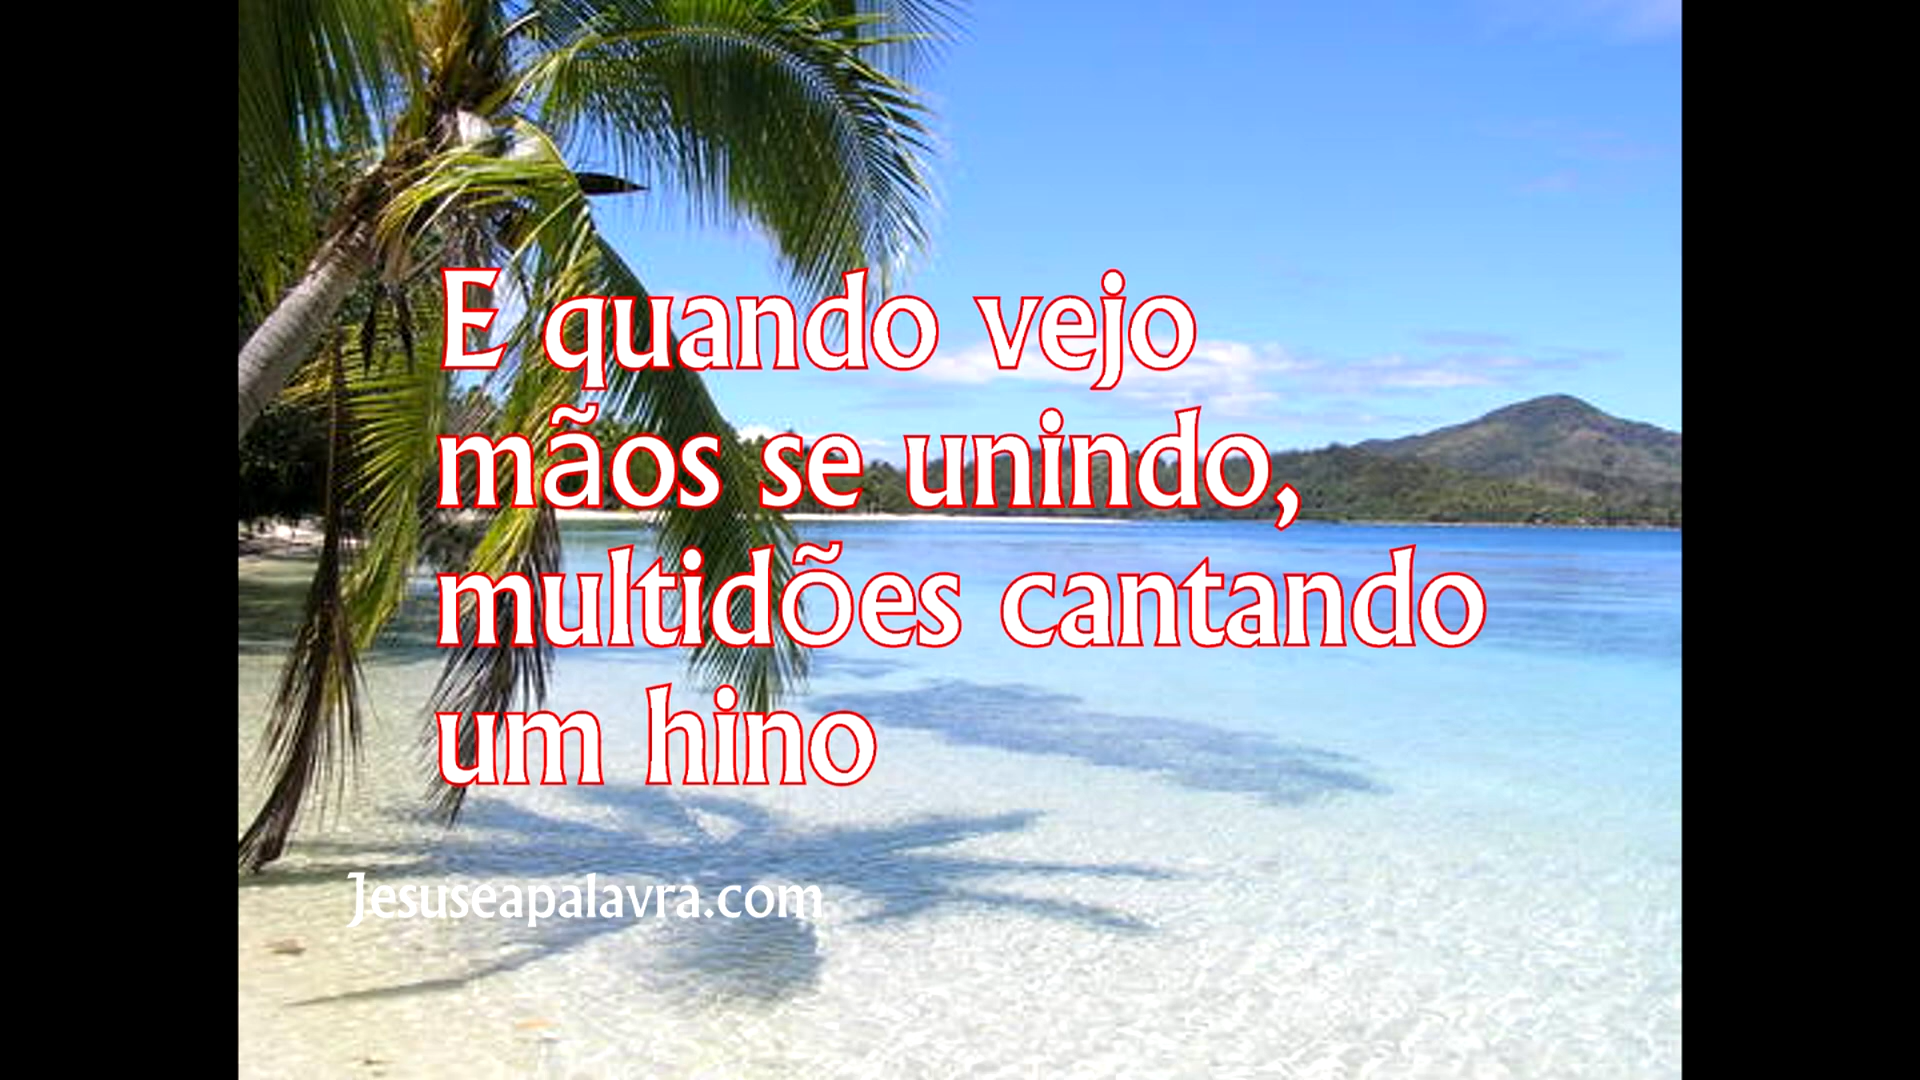 E quando vejo
mãos se unindo,
multidões cantando
um hino
Jesuseapalavra.com